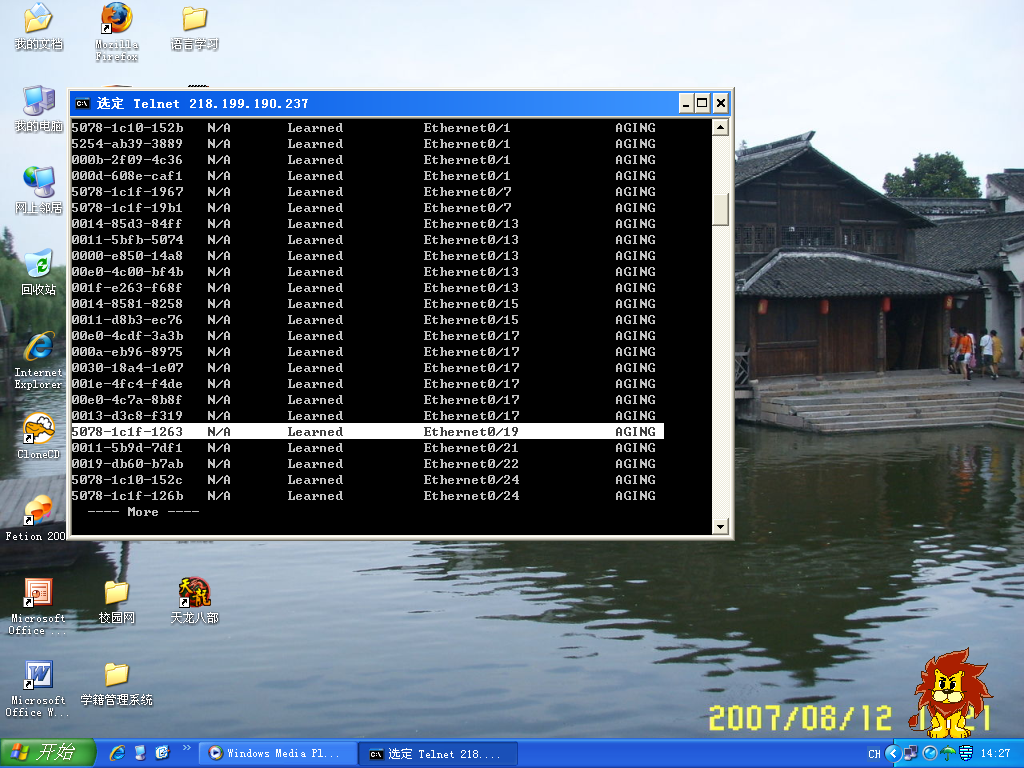 我的文档
Mozilla
Firefox
语言学习
我的电脑
网上邻居
回收站
Internet
Explorer
CloneCD
Fetion 200
Microsoft
Office ...
校园网
天龙八部
Microsoft
Office W...
学籍管理系统
选定 Telnet 218.199.190.237
5078-1c10-152b N/A Learned Ethernet0/1 AGING
5254-ab39-3889 N/A Learned Ethernet0/1 AGING
000b-2f09-4c36 N/A Learned Ethernet0/1 AGING
000d-608e-caf1 N/A Learned Ethernet0/1 AGING
5078-1c1f-1967 N/A Learned Ethernet0/7 AGING
5078-1c1f-19b1 N/A Learned Ethernet0/7 AGING
0014-85d3-84ff N/A Learned Ethernet0/13 AGING
0011-5bfb-5074 N/A Learned Ethernet0/13 AGING
0000-e850-14a8 N/A Learned Ethernet0/13 AGING
00e0-4c00-bf4b N/A Learned Ethernet0/13 AGING
001f-e263-f68f N/A Learned Ethernet0/13 AGING
0014-8581-8258 N/A Learned Ethernet0/15 AGING
0011-d8b3-ec76 N/A Learned Ethernet0/15 AGING
00e0-4cdf-3a3b N/A Learned Ethernet0/17 AGING
000a-eb96-8975 N/A Learned Ethernet0/17 AGING
0030-18a4-1e07 N/A Learned Ethernet0/17 AGING
001e-4fc4-f4de N/A Learned Ethernet0/17 AGING
00e0-4c7a-8b8f N/A Learned Ethernet0/17 AGING
0013-d3c8-f319 N/A Learned Ethernet0/17 AGING
5078-1c1f-1263 N/A Learned Ethernet0/19 AGING
0011-5b9d-7df1 N/A Learned Ethernet0/21 AGING
0019-db60-b7ab N/A Learned Ethernet0/22 AGING
5078-1c10-152c N/A Learned Ethernet0/24 AGING
5078-1c1f-126b N/A Learned Ethernet0/24 AGING
---- More ----
2007/08/12
开始
Windows Media Pl...
选定 Telnet 218....
CH
14:27